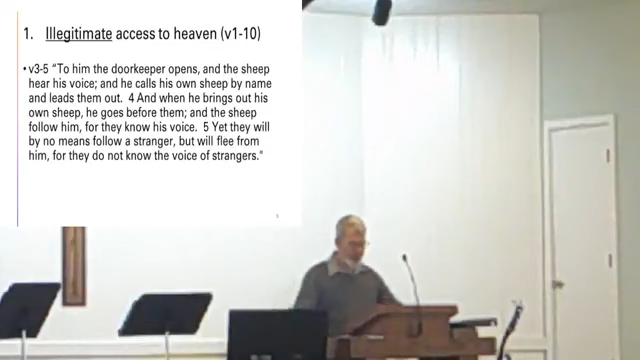 1. Illegitimate access to heaven (v1-10)
• v3-5 “To him the doorkeeper opens, and the sheep
hear his voice; and he calls his own sheep by name
and leads them out. 4 And when he brings out his
own sheep, he goes before them; and the sheep
follow him, for they know his voice. 5 Yet they will
by no means follow a stranger, but will flee from
him, for they do not know the voice of strangers."